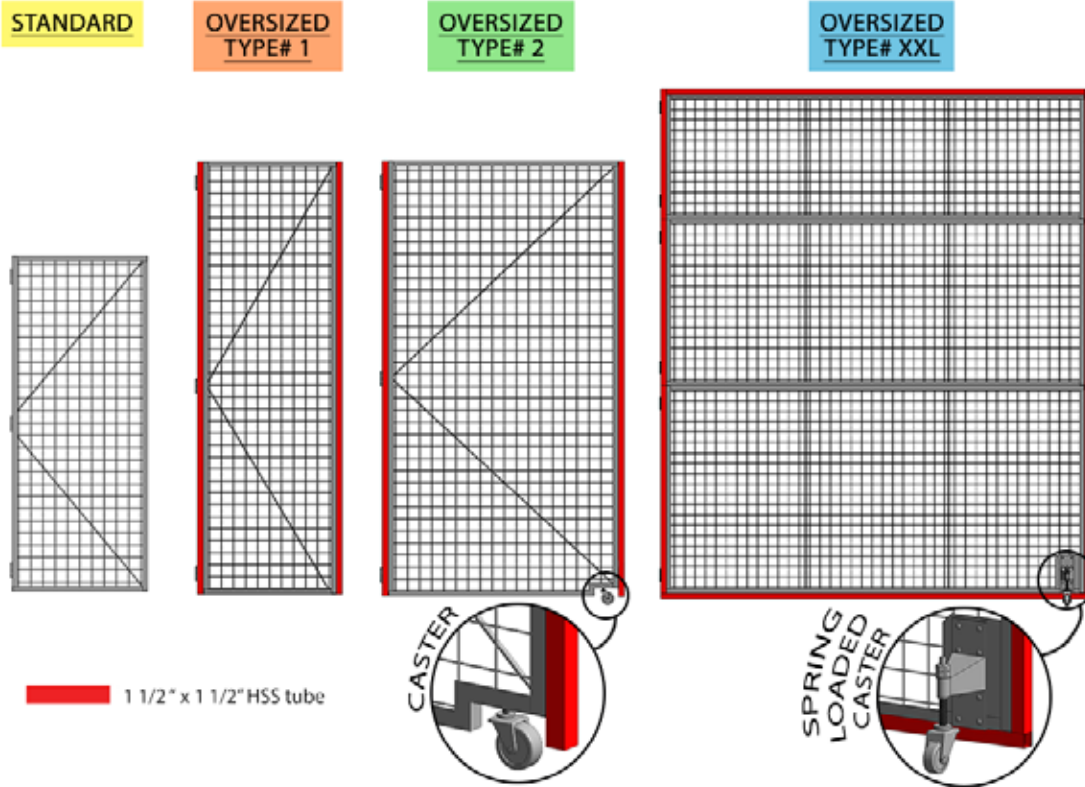 STANDARD
OVERSIZED
TYPE# 1
OVERSIZED
TYPE# 2
OVERSIZED
TYPE# XXL
CASTER
SPRING
LOADED
CASTER
1 1/2" x 1 1/2" HSS tube